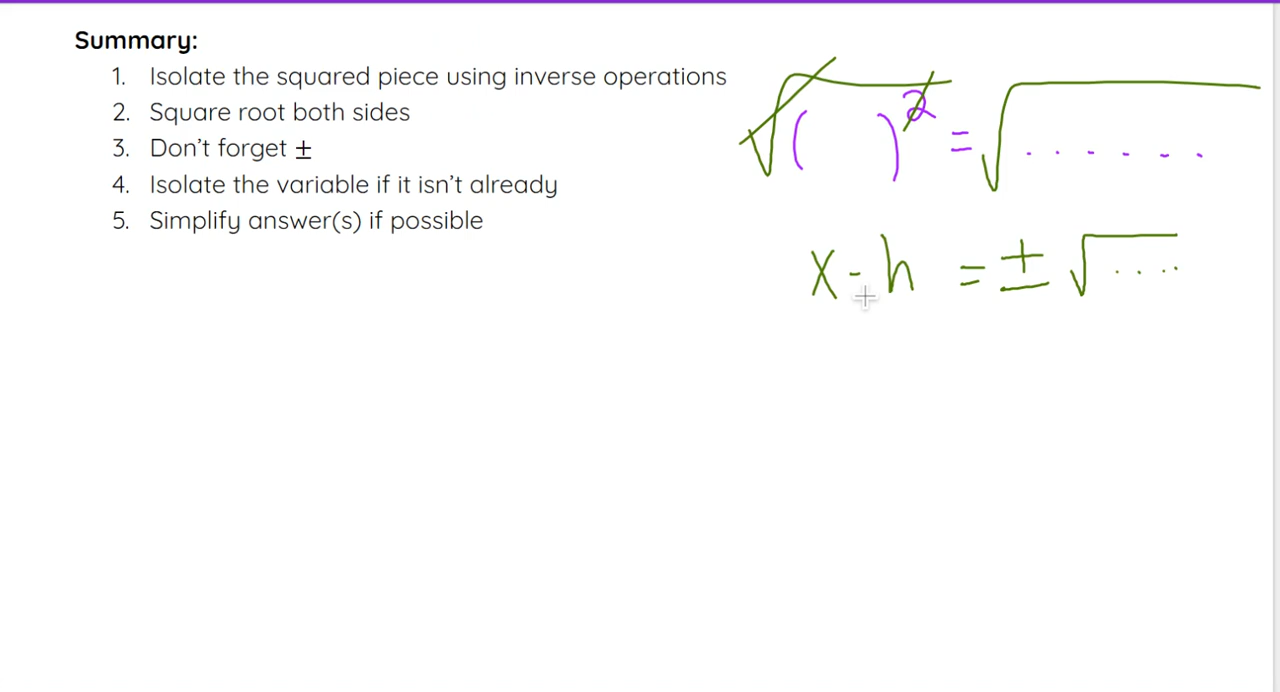 Summary:
1. Isolate the squared piece using inverse operations
2. Square root both sides
3. Don't forget ±
4. Isolate the variable if it isn't already
5. Simplify answer(s) if possible
√( )² = √......
x - h = ± √....